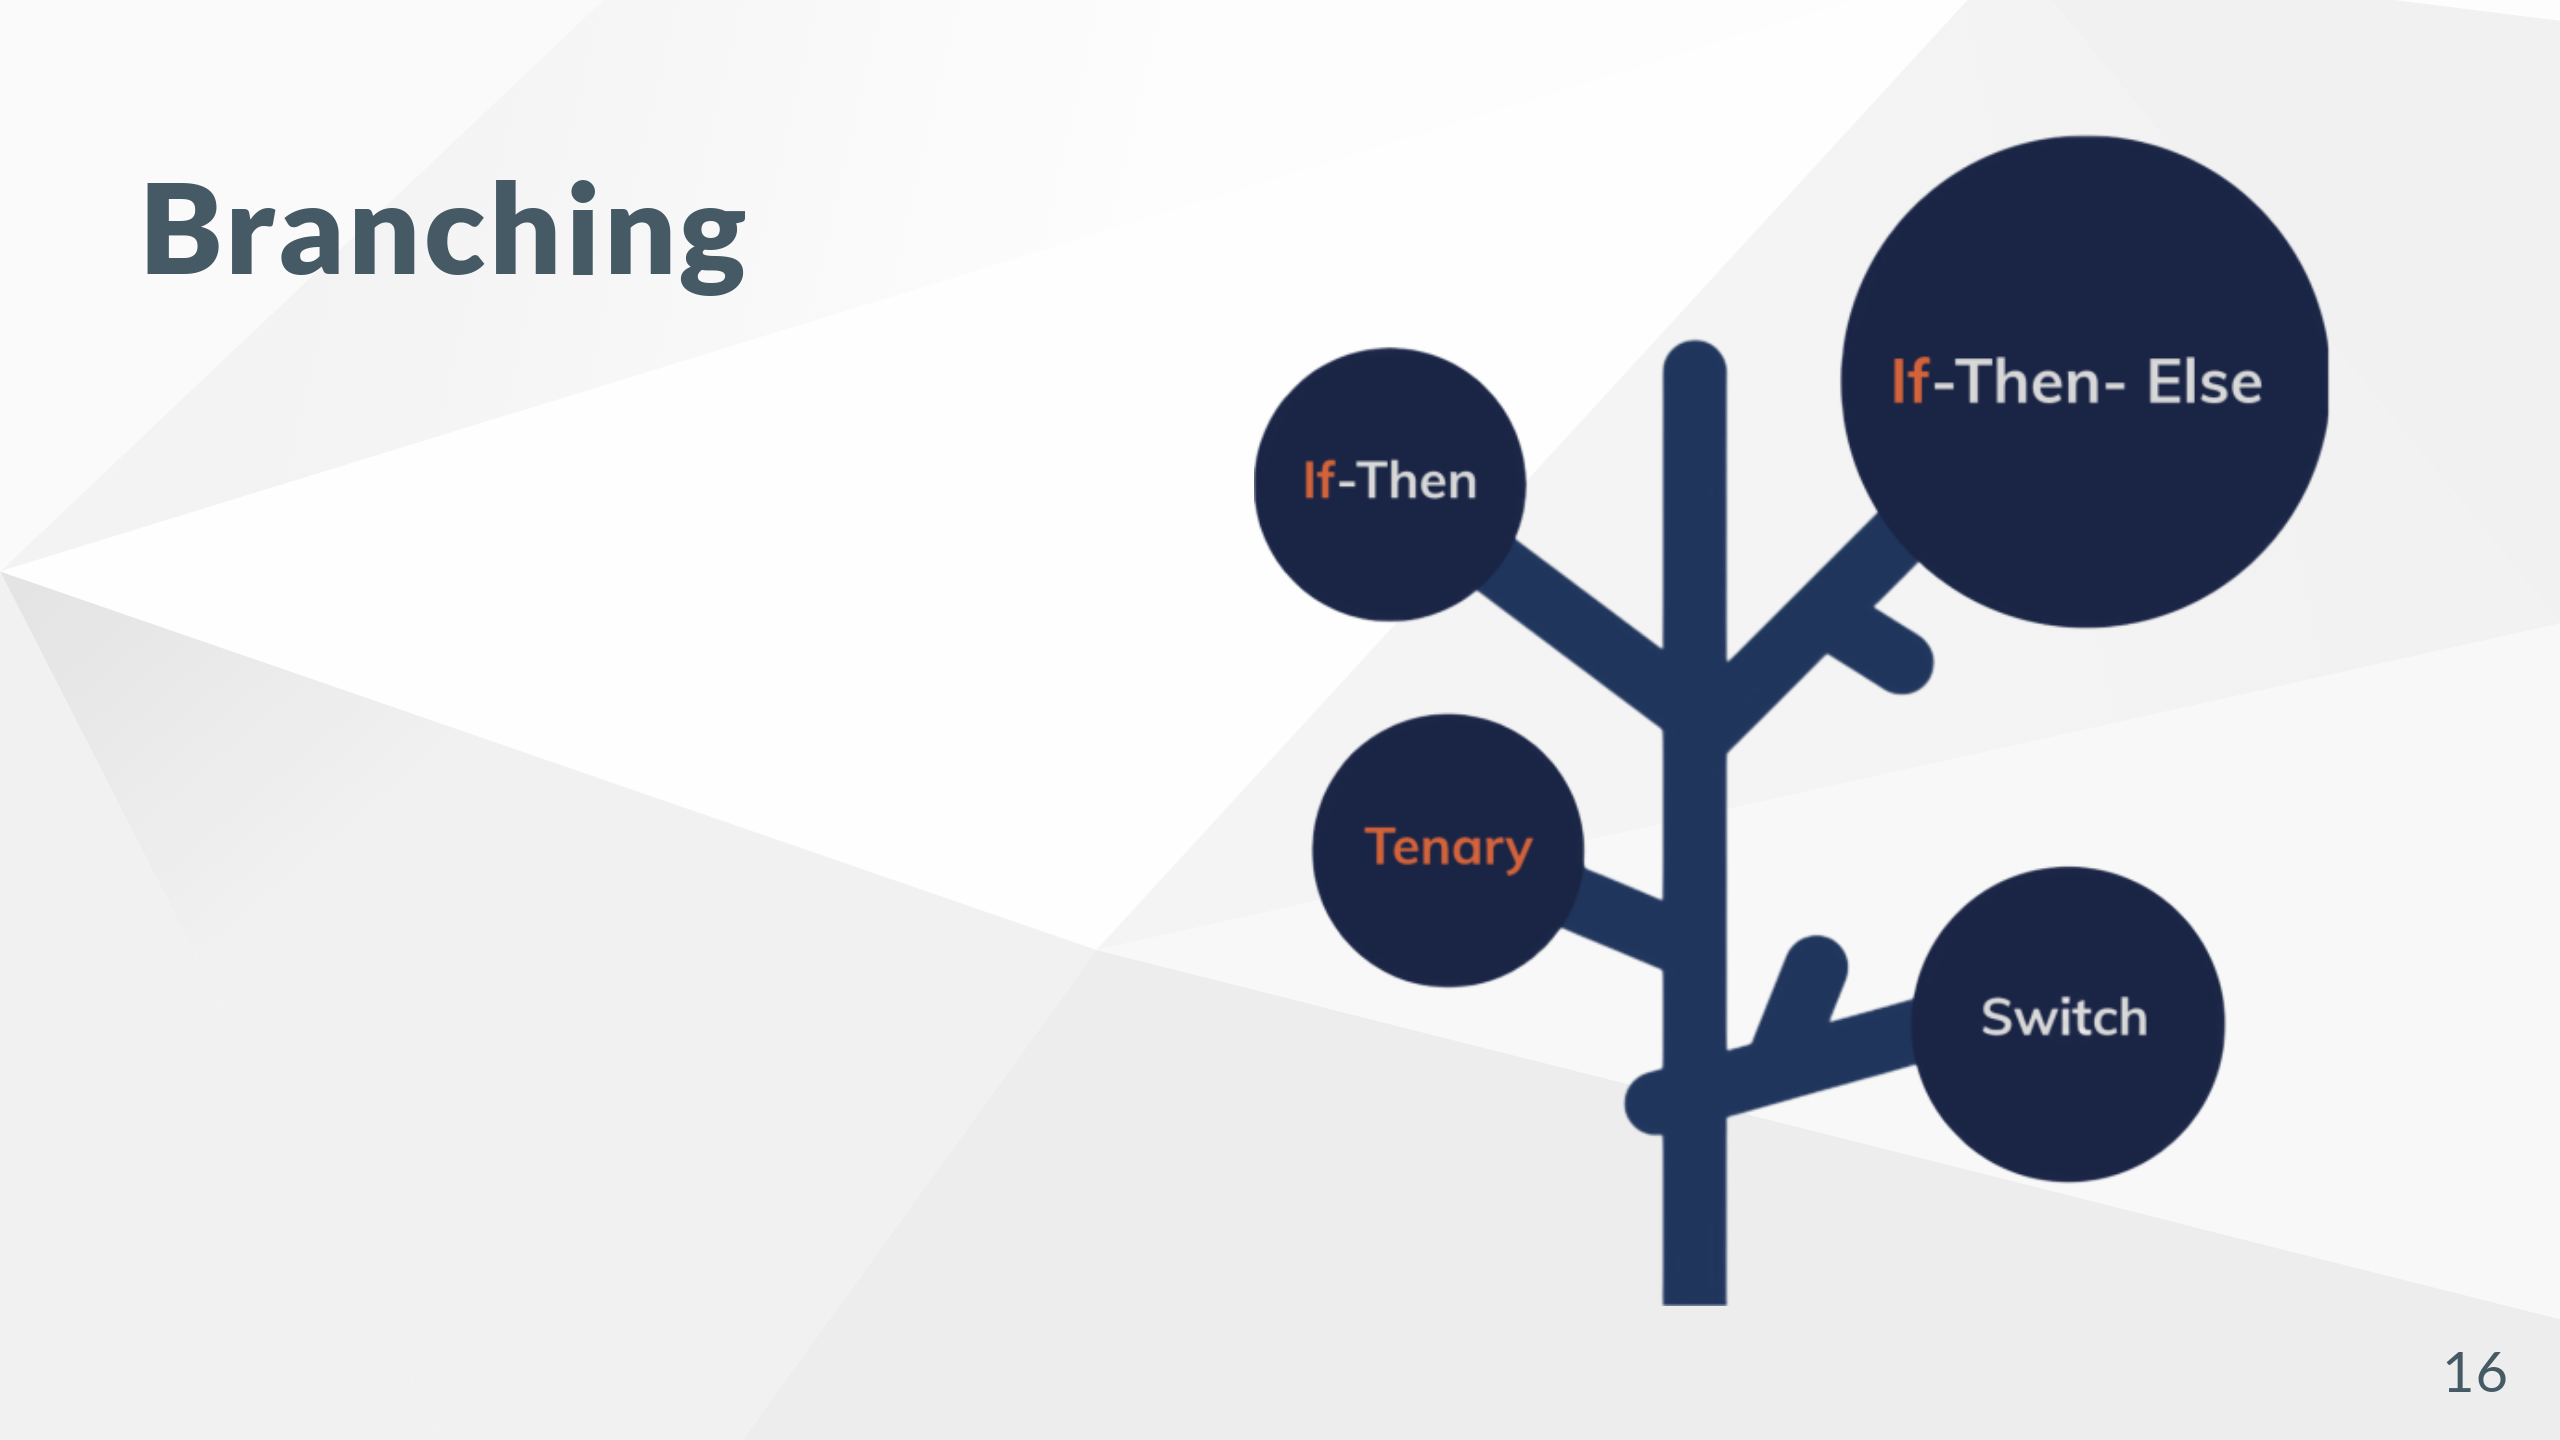 Branching
If-Then- Else
If-Then
Tenary
Switch
16